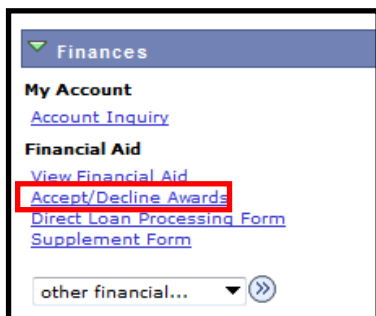 Finances
My Account
Account Inquiry
Financial Aid
View Financial Aid
Accept/Decline Awards
Direct Loan Processing Form
Supplement Form
other financial...